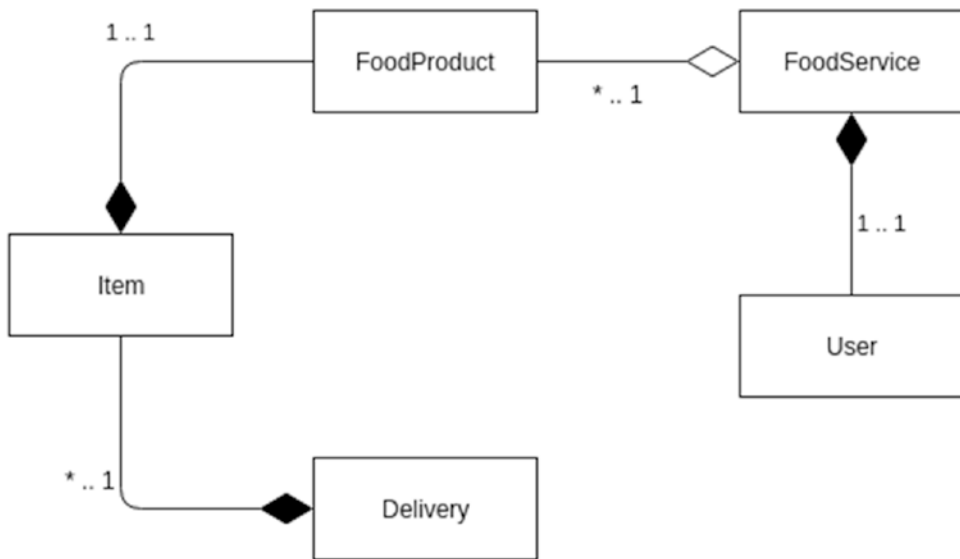 1 .. 1
FoodProduct
FoodService
* .. 1
1 .. 1
Item
User
* .. 1
Delivery